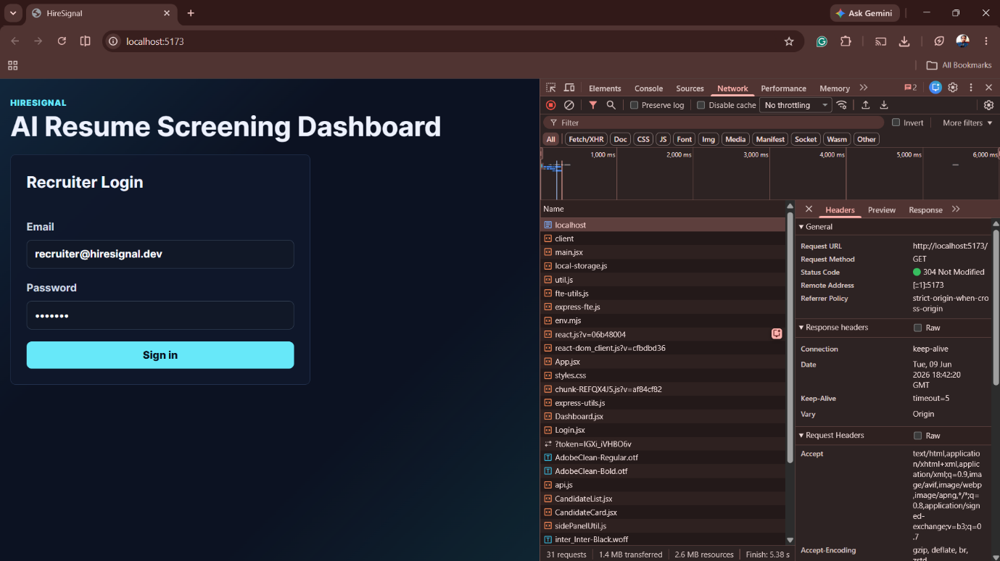 HireSignal
Ask Gemini
localhost:5173
All Bookmarks
HIRESIGNAL
AI Resume Screening Dashboard
Recruiter Login
Email
recruiter@hiresignal.dev
Password
•••••••
Sign in
Elements Console Sources Network Performance Memory 2
Preserve log Disable cache No throttling
Filter Invert More filters
All Fetch/XHR Doc CSS JS Font Img Media Manifest Socket Wasm Other
1,000 ms 2,000 ms 3,000 ms 4,000 ms 5,000 ms 6,000 ms
Name
localhost
client
main.jsx
local-storage.js
util.js
fte-utils.js
express-fte.js
env.mjs
react.js?v=06b48004
react-dom_client.js?v=cfbdbd36
App.jsx
styles.css
chunk-REFQX4J5.js?v=af84cf82
express-utils.js
Dashboard.jsx
Login.jsx
?token=IGXi_iVHBO6v
AdobeClean-Regular.otf
AdobeClean-Bold.otf
api.js
CandidateList.jsx
CandidateCard.jsx
sidePanelUtil.js
inter_Inter-Black.woff
31 requests 1.4 MB transferred 2.6 MB resources Finish: 5.38 s
Headers Preview Response
General
Request URL http://localhost:5173/
Request Method GET
Status Code 304 Not Modified
Remote Address [::1]:5173
Referrer Policy strict-origin-when-cro
ss-origin
Response headers Raw
Connection keep-alive
Date Tue, 09 Jun
2026 18:42:20
GMT
Keep-Alive timeout=5
Vary Origin
Request Headers Raw
Accept text/html,applicatio
n/xhtml+xml,applic
ation/xml;q=0.9,ima
ge/avif,image/webp
,image/apng,*/*;q=
0.8,application/sign
ed-
exchange;v=b3;q=0
.7
Accept-Encoding gzip, deflate, br,
zstd